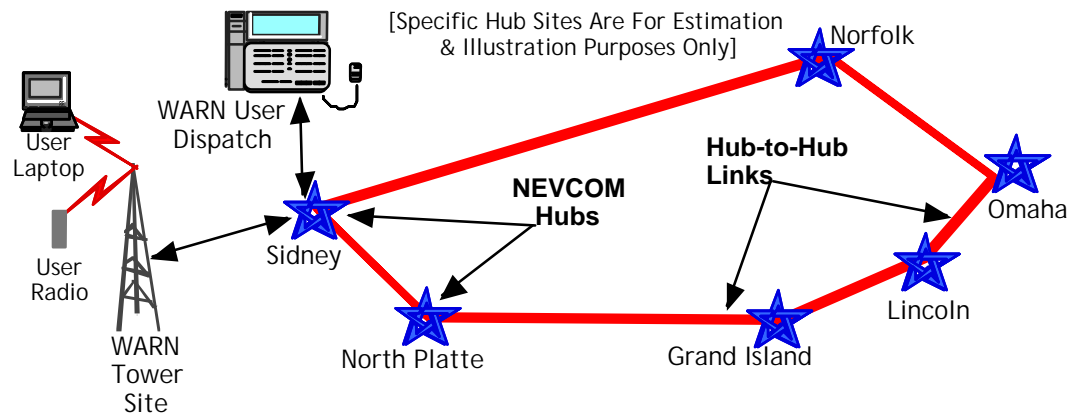 [Specific Hub Sites Are For Estimation
& Illustration Purposes Only]
Norfolk
WARN User
Dispatch
User
Laptop
Hub-to-Hub
Links
NEVCOM
Hubs
Omaha
Sidney
User
Radio
Lincoln
North Platte
Grand Island
WARN
Tower
Site